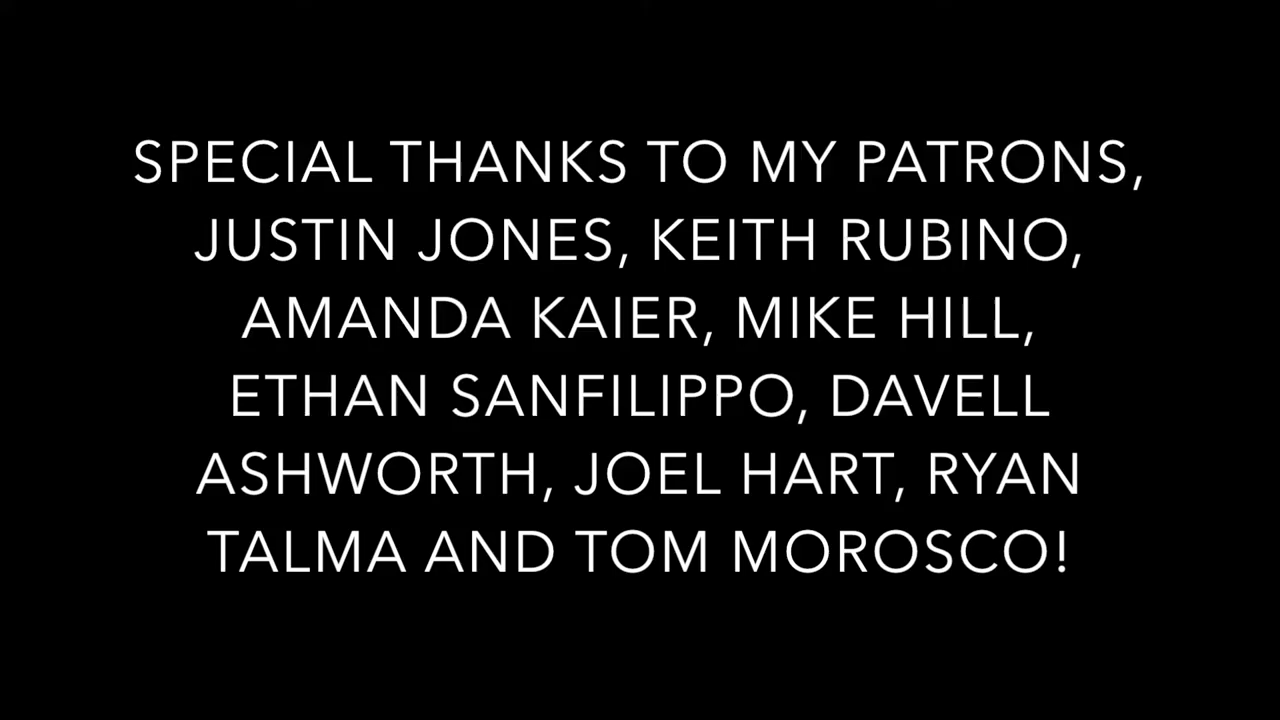 SPECIAL THANKS TO MY PATRONS,
JUSTIN JONES, KEITH RUBINO,
AMANDA KAIER, MIKE HILL,
ETHAN SANFILIPPO, DAVELL
ASHWORTH, JOEL HART, RYAN
TALMA AND TOM MOROSCO!